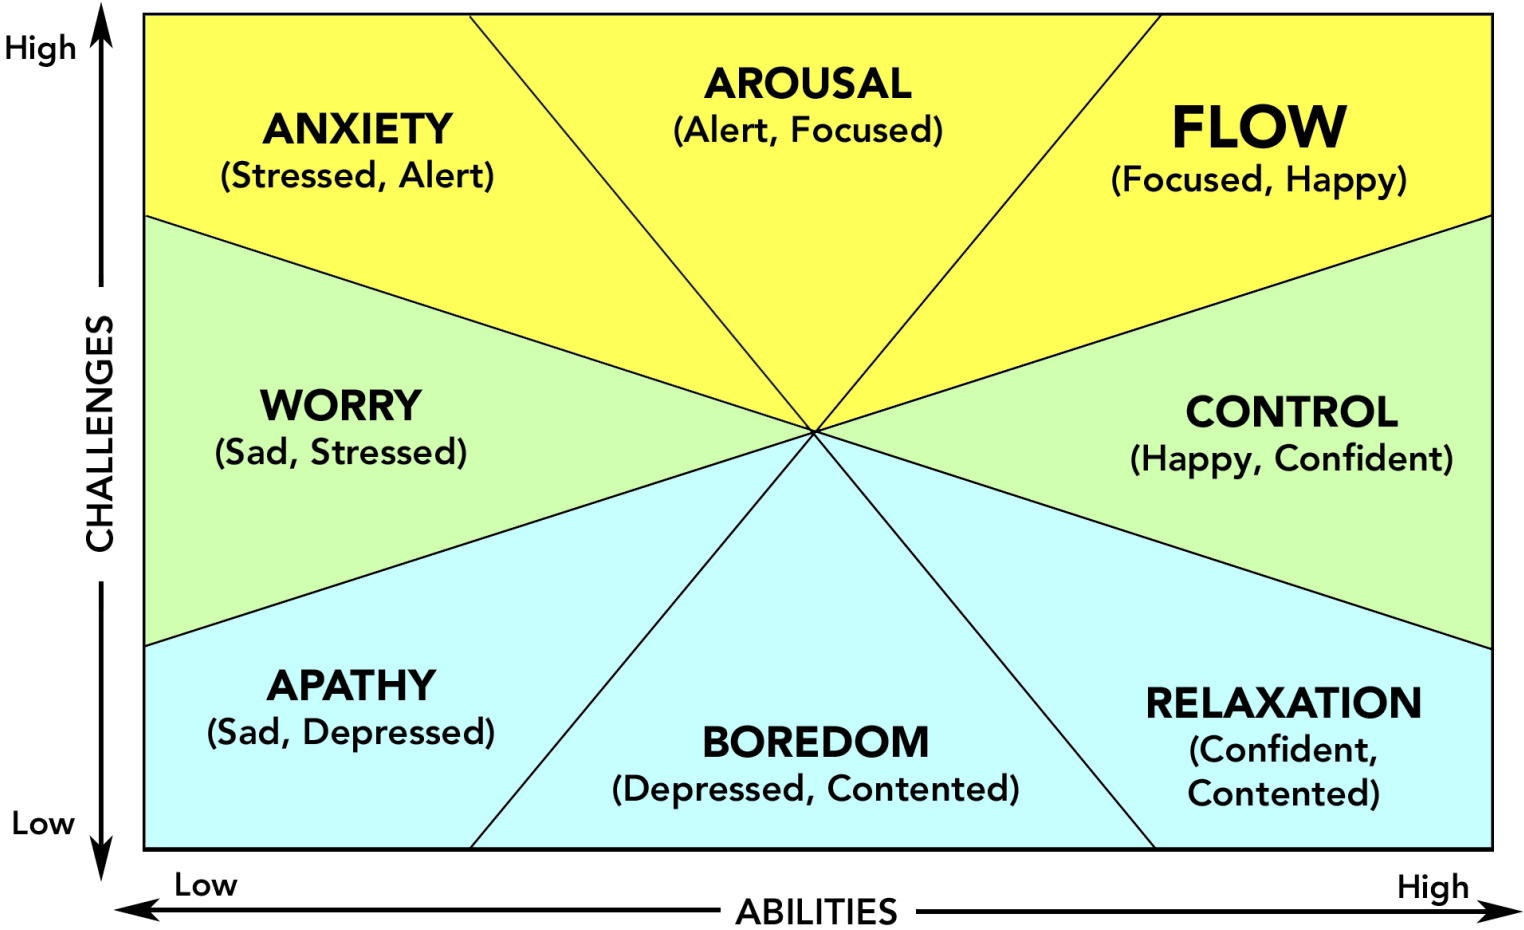 High
ANXIETY
(Stressed, Alert)
AROUSAL
(Alert, Focused)
FLOW
(Focused, Happy)
CHALLENGES
WORRY
(Sad, Stressed)
CONTROL
(Happy, Confident)
APATHY
(Sad, Depressed)
BOREDOM
(Depressed, Contented)
RELAXATION
(Confident,
Contented)
Low
Low
ABILITIES
High